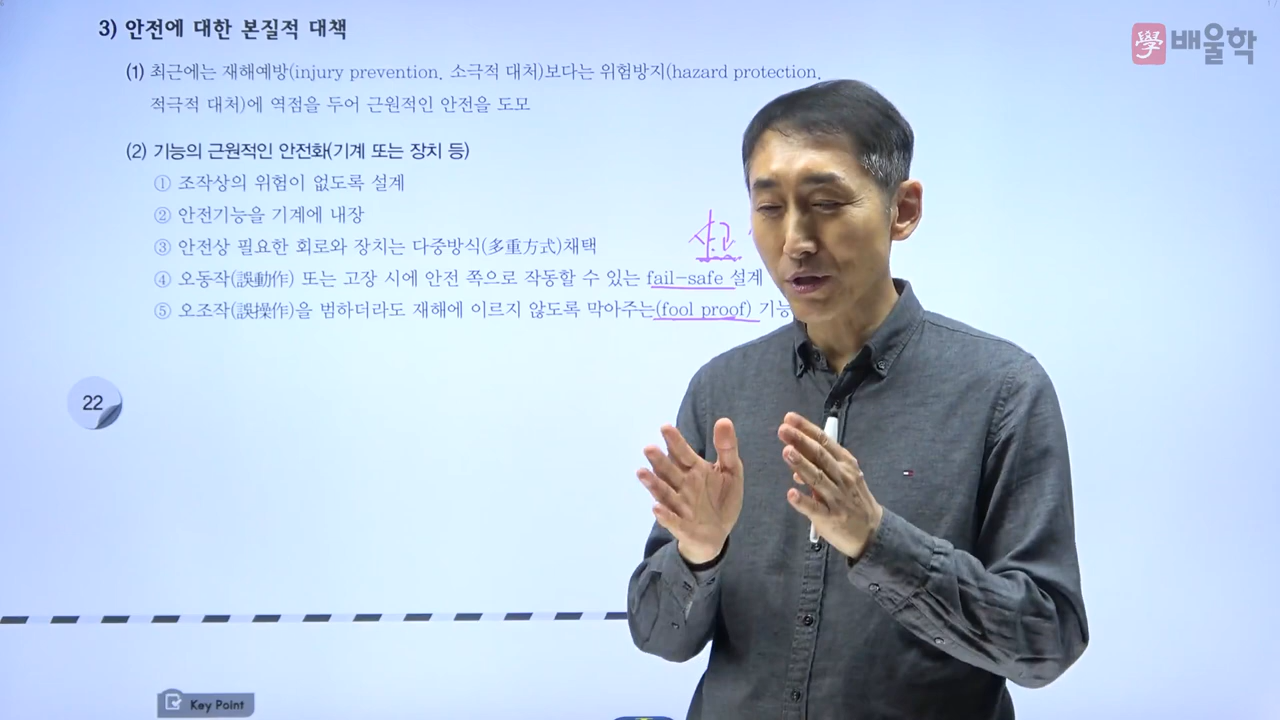 3) 안전에 대한 본질적 대책
學 배울학
(1) 최근에는 재해예방(injury prevention, 소극적 대처)보다는 위험방지(hazard protection,
적극적 대처)에 역점을 두어 근원적인 안전을 도모
(2) 기능의 근원적인 안전화(기계 또는 장치 등)
① 조작상의 위험이 없도록 설계
② 안전기능을 기계에 내장
③ 안전상 필요한 회로와 장치는 다중방식(多重方式)채택
사고
④ 오동작(誤動作) 또는 고장 시에 안전 쪽으로 작동할 수 있는 fail-safe 설계
⑤ 오조작(誤操作)을 범하더라도 재해에 이르지 않도록 막아주는(fool proof) 기능
22
Key Point